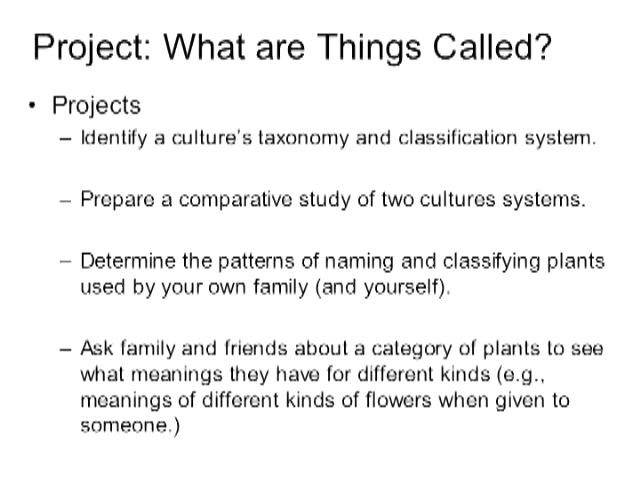 Project: What are Things Called?
• Projects
– Identify a culture's taxonomy and classification system.
– Prepare a comparative study of two cultures systems.
– Determine the patterns of naming and classifying plants
used by your own family (and yourself).
– Ask family and friends about a category of plants to see
what meanings they have for different kinds (e.g.,
meanings of different kinds of flowers when given to
someone.)